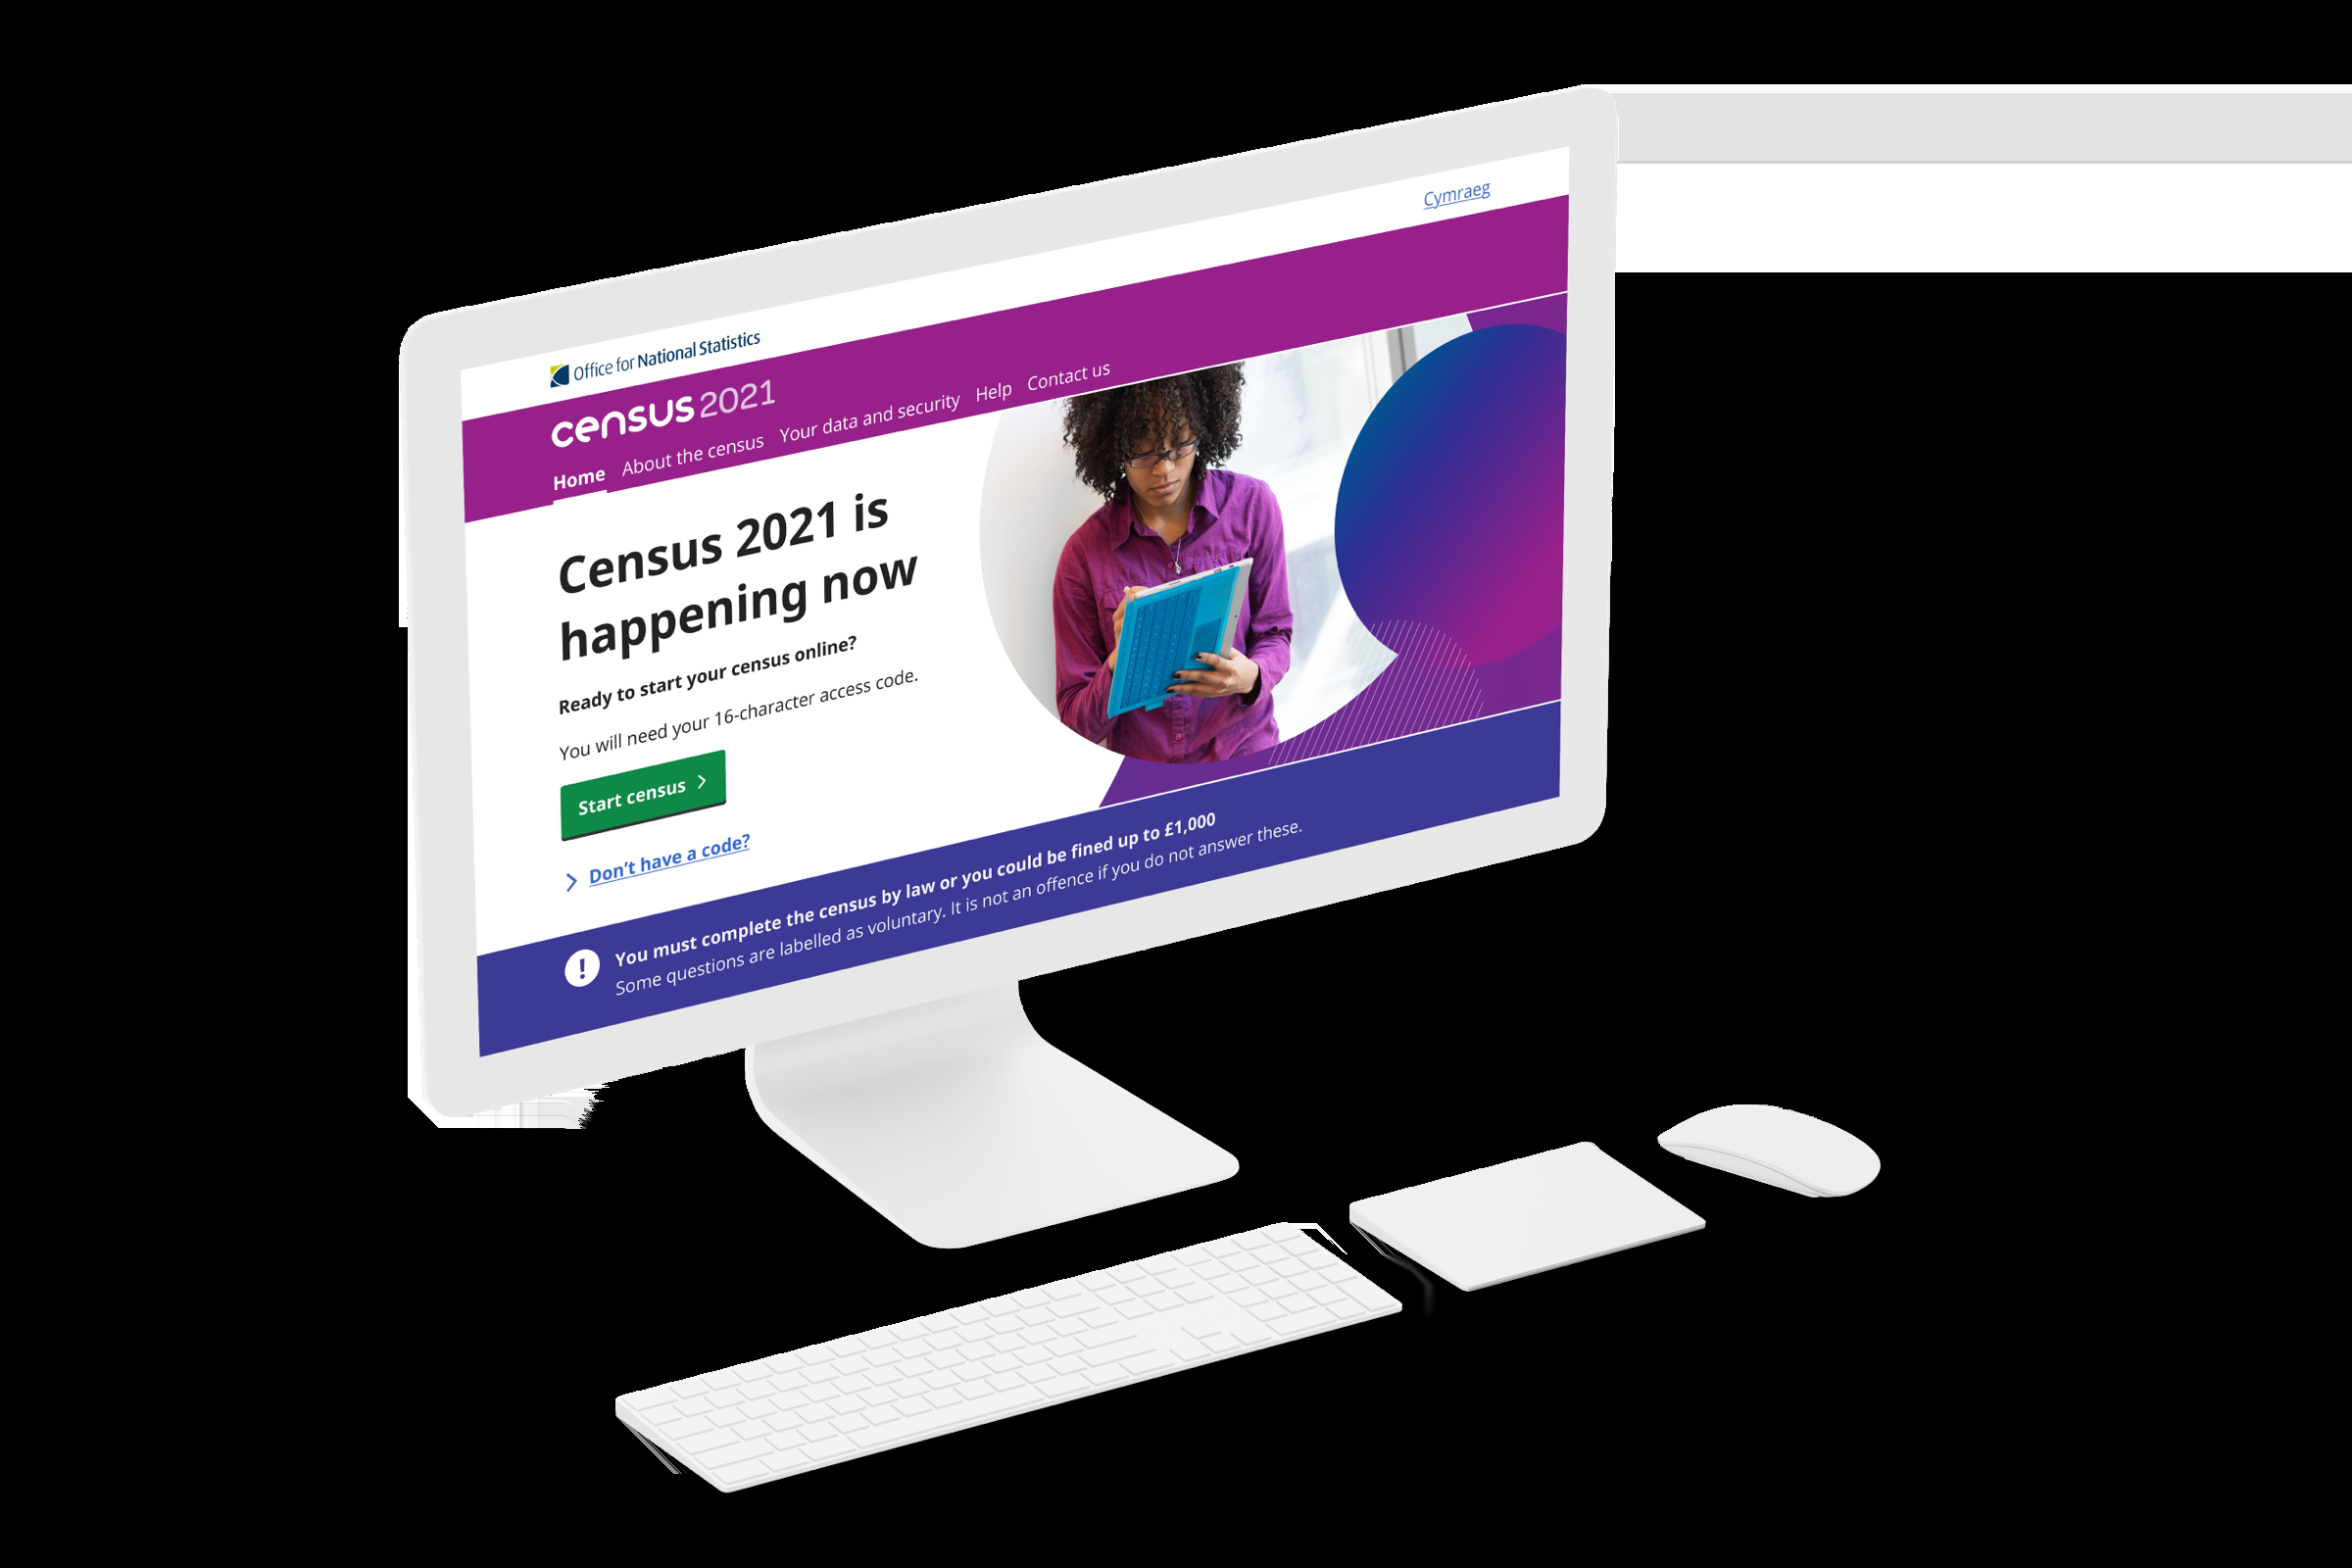 Cymraeg
Office for National Statistics
census 2021
Home About the census Your data and security Help Contact us
Census 2021 is
happening now
Ready to start your census online?
You will need your 16-character access code.
Start census
Don't have a code?
You must complete the census by law or you could be fined up to £1,000
Some questions are labelled as voluntary. It is not an offence if you do not answer these.